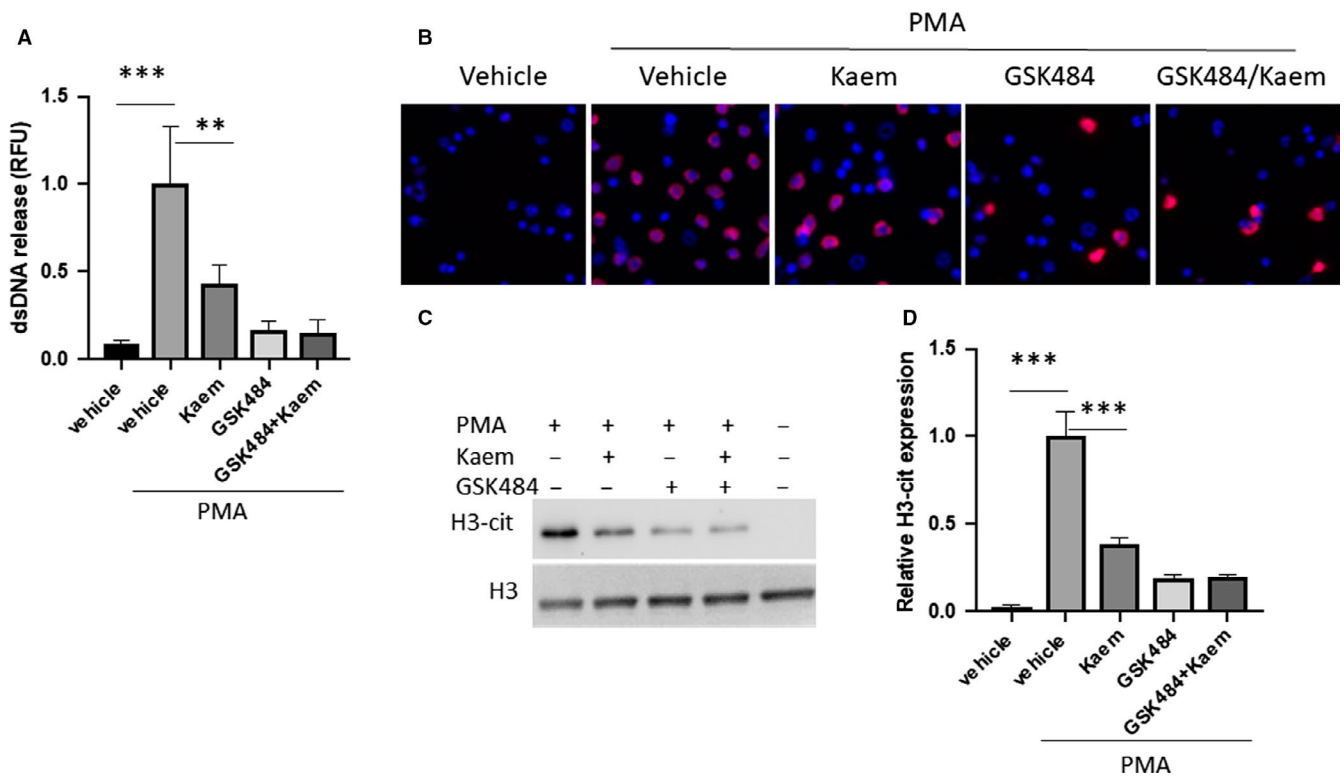 A
***
**
1.5
1.0
0.5
0.0
dsDNA release (RFU)
vehicle
vehicle
Kaem
GSK484
GSK484+Kaem
PMA
B
PMA
Vehicle
Vehicle
Kaem
GSK484
GSK484/Kaem
C
PMA + + + + –
Kaem – + – + –
GSK484 – – + + –
H3-cit
H3
D
***
***
1.5
1.0
0.5
0.0
Relative H3-cit expression
vehicle
vehicle
Kaem
GSK484
GSK484+Kaem
PMA